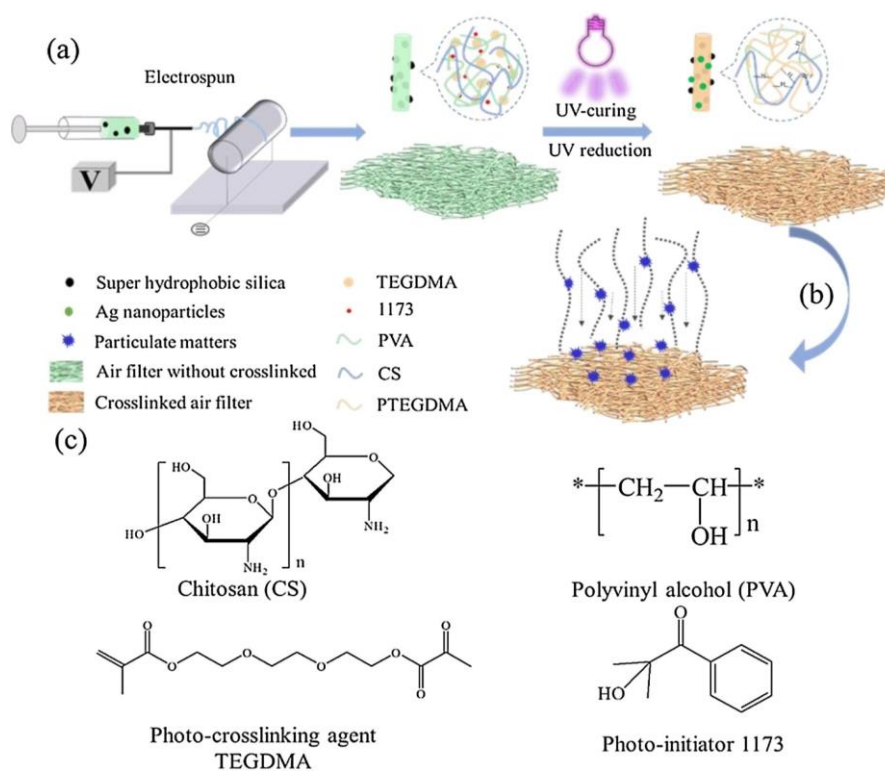 (a)
Electrospun
V
UV-curing
UV reduction
(b)
Super hydrophobic silica
Ag nanoparticles
Particulate matters
Air filter without crosslinked
Crosslinked air filter
TEGDMA
1173
PVA
CS
PTEGDMA
(c)
HO
HO
O
O
HO
OH
O
OH
NH2
NH2
n
Chitosan (CS)
* CH2 CH *
OH
n
Polyvinyl alcohol (PVA)
O
O
O
O
O
O
O
Photo-crosslinking agent
TEGDMA
O
HO
Photo-initiator 1173